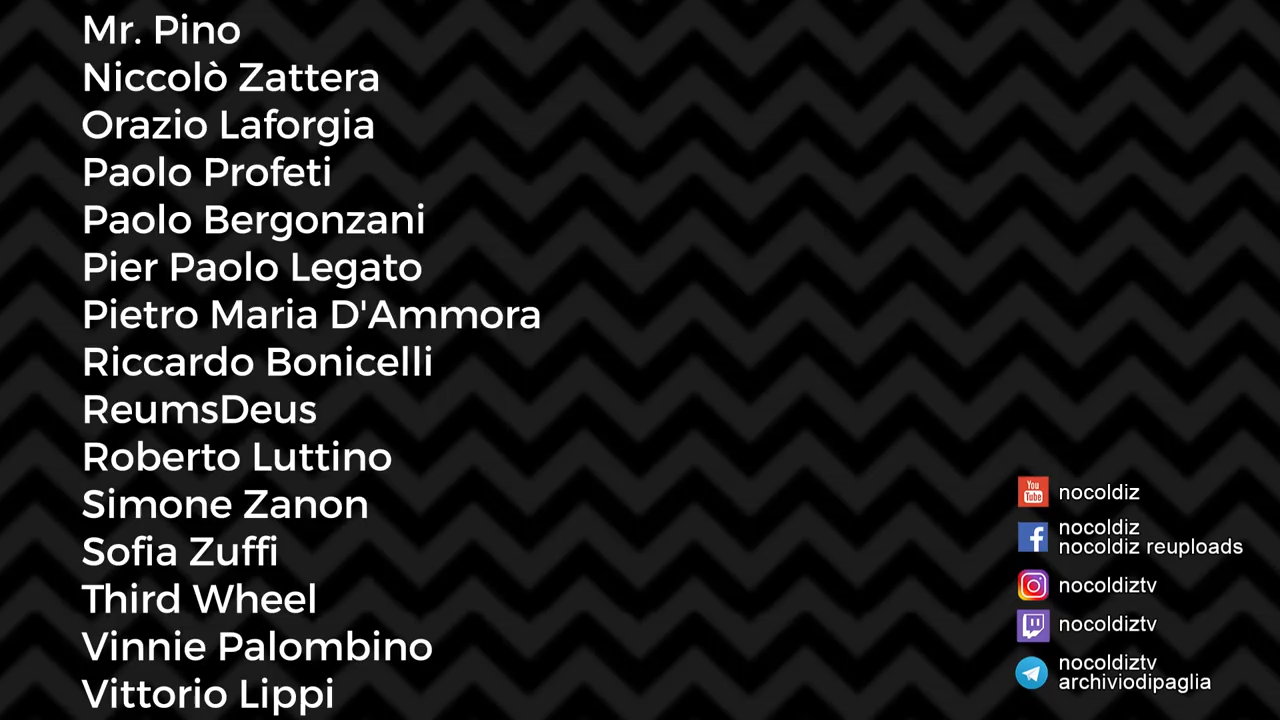 Mr. Pino
Niccolò Zattera
Orazio Laforgia
Paolo Profeti
Paolo Bergonzani
Pier Paolo Legato
Pietro Maria D'Ammora
Riccardo Bonicelli
ReumsDeus
Roberto Luttino
Simone Zanon
Sofia Zuffi
Third Wheel
Vinnie Palombino
Vittorio Lippi
You
Tube
nocoldiz
nocoldiz
nocoldiz reuploads
nocoldiztv
nocoldiztv
nocoldiztv
archiviodipaglia